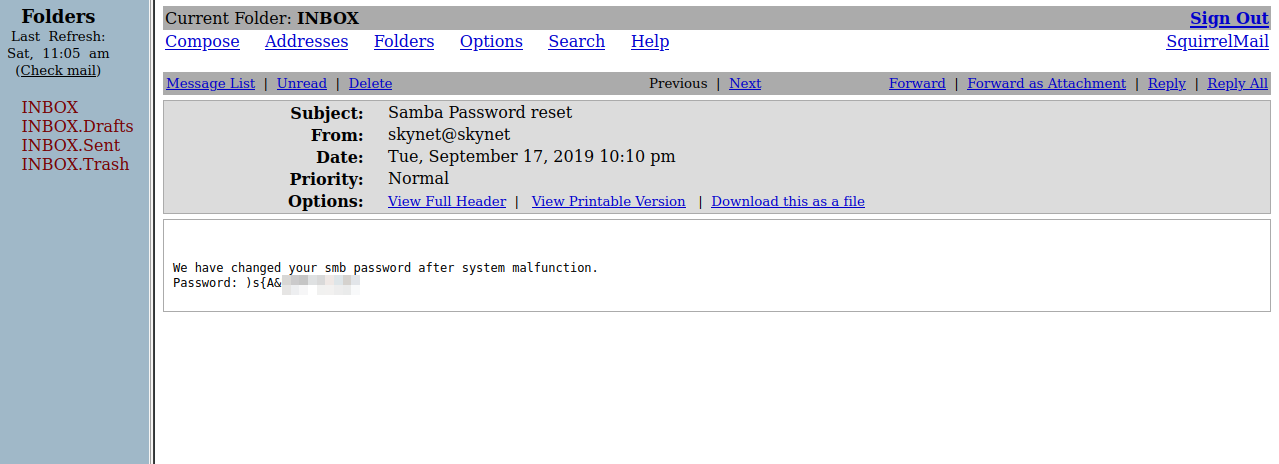 Folders
Last Refresh:
Sat, 11:05 am
(Check mail)
INBOX
INBOX.Drafts
INBOX.Sent
INBOX.Trash
Current Folder: INBOX
Sign Out
Compose Addresses Folders Options Search Help
SquirrelMail
Message List | Unread | Delete
Previous | Next
Forward | Forward as Attachment | Reply | Reply All
Subject: Samba Password reset
From: skynet@skynet
Date: Tue, September 17, 2019 10:10 pm
Priority: Normal
Options: View Full Header | View Printable Version | Download this as a file
We have changed your smb password after system malfunction.
Password: )s{A&